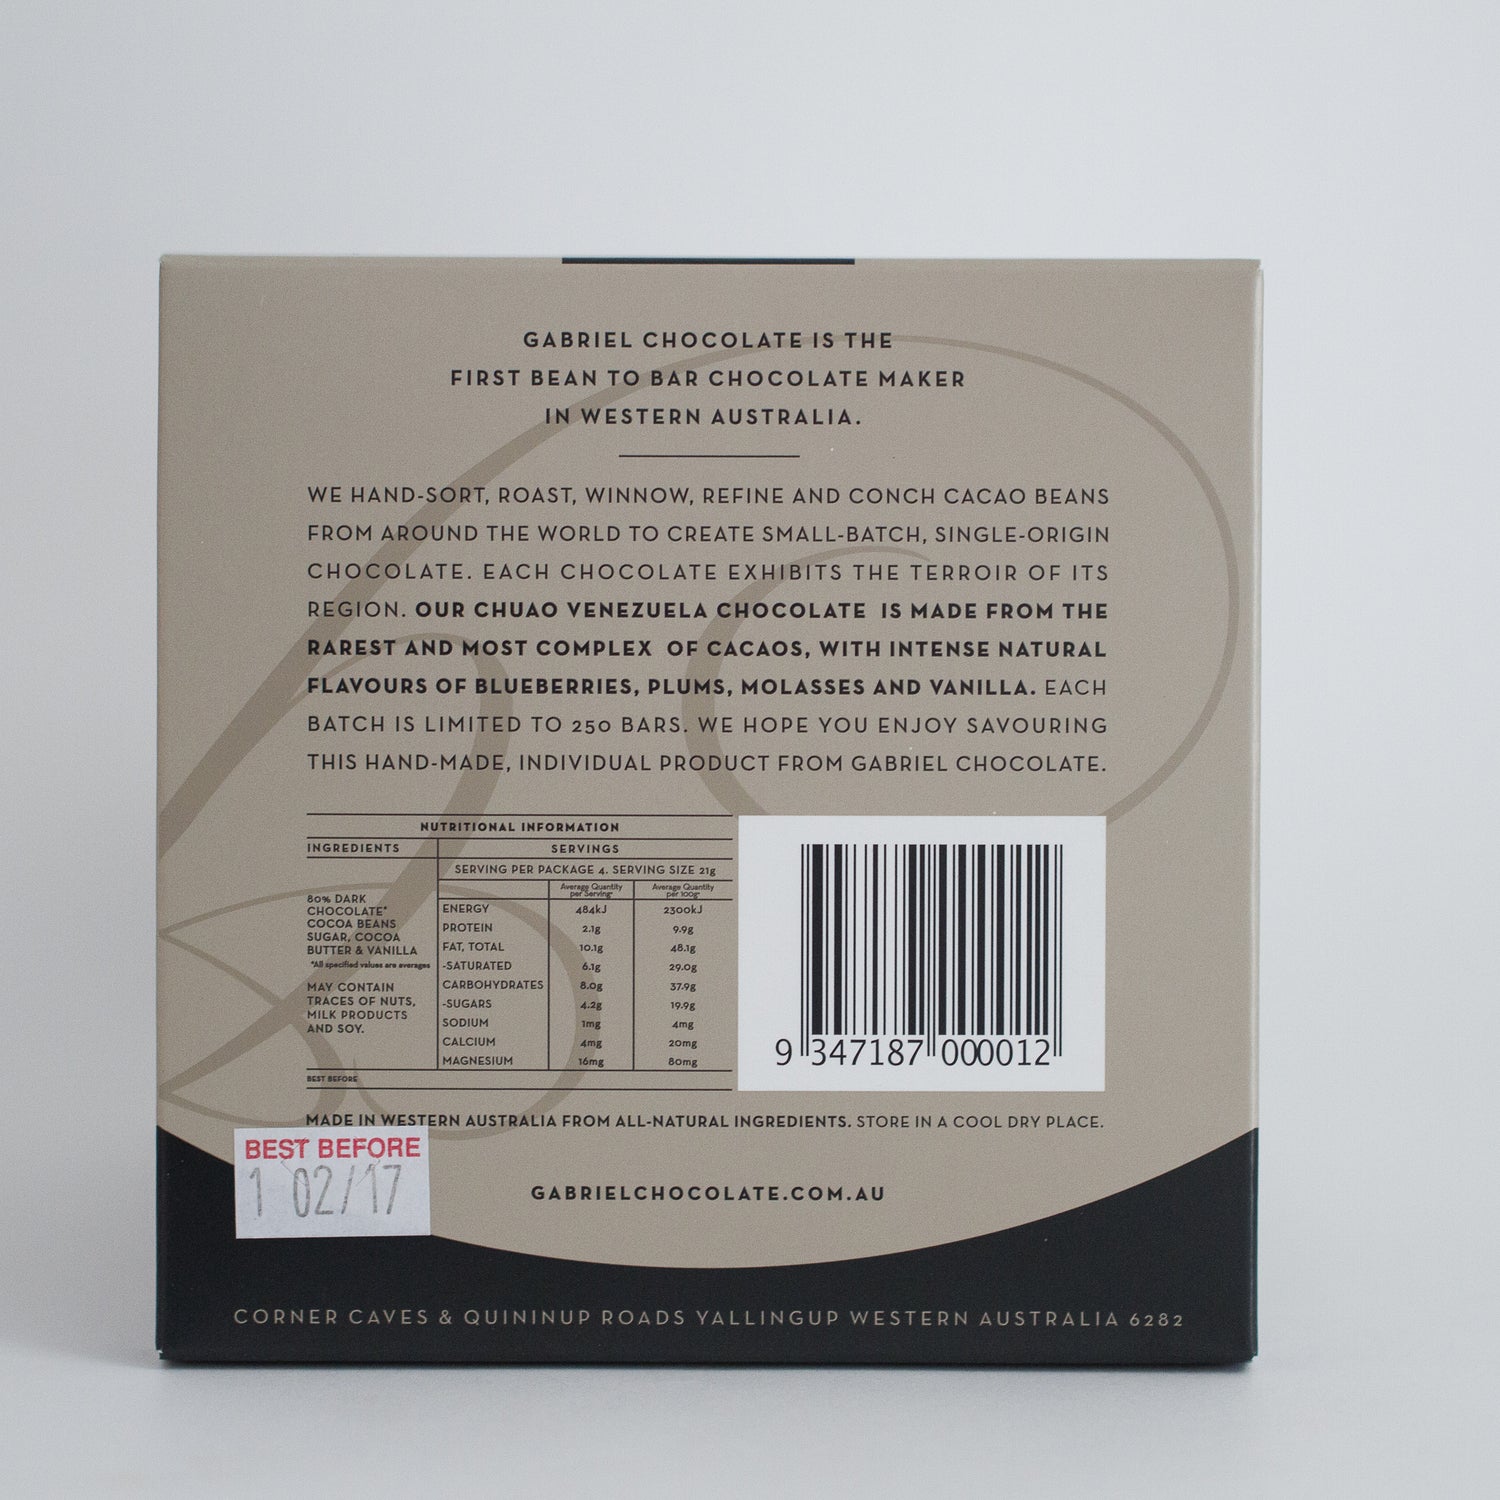 GABRIEL CHOCOLATE IS THE
FIRST BEAN TO BAR CHOCOLATE MAKER
IN WESTERN AUSTRALIA.
WE HAND-SORT, ROAST, WINNOW, REFINE AND CONCH CACAO BEANS
FROM AROUND THE WORLD TO CREATE SMALL-BATCH, SINGLE-ORIGIN
CHOCOLATE. EACH CHOCOLATE EXHIBITS THE TERROIR OF ITS
REGION. OUR CHUAO VENEZUELA CHOCOLATE IS MADE FROM THE
RAREST AND MOST COMPLEX OF CACAOS, WITH INTENSE NATURAL
FLAVOURS OF BLUEBERRIES, PLUMS, MOLASSES AND VANILLA. EACH
BATCH IS LIMITED TO 250 BARS. WE HOPE YOU ENJOY SAVOURING
THIS HAND-MADE, INDIVIDUAL PRODUCT FROM GABRIEL CHOCOLATE.
NUTRITIONAL INFORMATION
INGREDIENTS
80% DARK
CHOCOLATE*
COCOA BEANS
SUGAR, COCOA
BUTTER & VANILLA
*All specified values are averages
MAY CONTAIN
TRACES OF NUTS,
MILK PRODUCTS
AND SOY.
SERVINGS
SERVING PER PACKAGE 4. SERVING SIZE 21g
Average Quantity per Serving* Average Quantity per 100g*
ENERGY 484kJ 2300kJ
PROTEIN 2.1g 9.9g
FAT, TOTAL 10.1g 48.1g
-SATURATED 6.1g 29.0g
CARBOHYDRATES 8.0g 37.9g
-SUGARS 4.2g 19.9g
SODIUM 1mg 4mg
CALCIUM 4mg 20mg
MAGNESIUM 16mg 80mg
BEST BEFORE
9 347187 000012
MADE IN WESTERN AUSTRALIA FROM ALL-NATURAL INGREDIENTS. STORE IN A COOL DRY PLACE.
BEST BEFORE
1 02/17
GABRIELCHOCOLATE.COM.AU
CORNER CAVES & QUININUP ROADS YALLINGUP WESTERN AUSTRALIA 6282